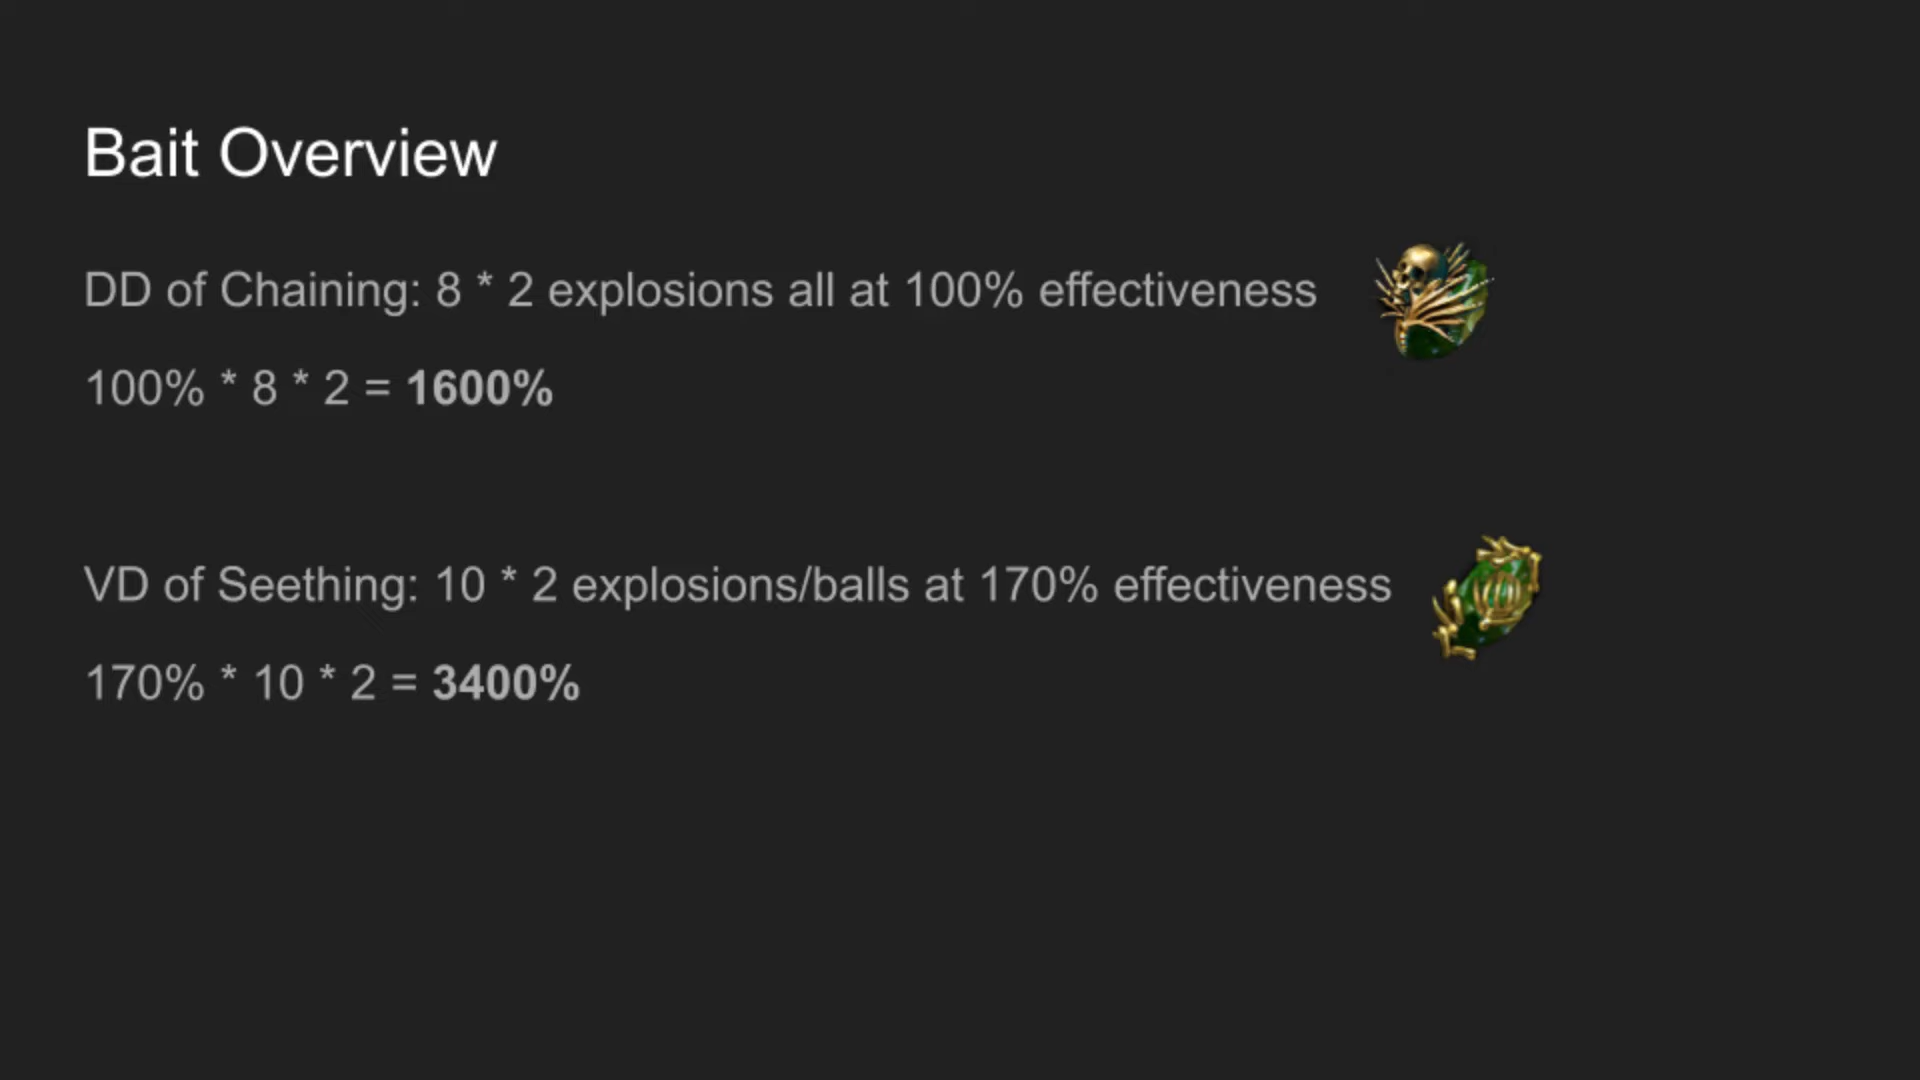 Bait Overview
DD of Chaining: 8 * 2 explosions all at 100% effectiveness
100% * 8 * 2 = 1600%
VD of Seething: 10 * 2 explosions/balls at 170% effectiveness
170% * 10 * 2 = 3400%